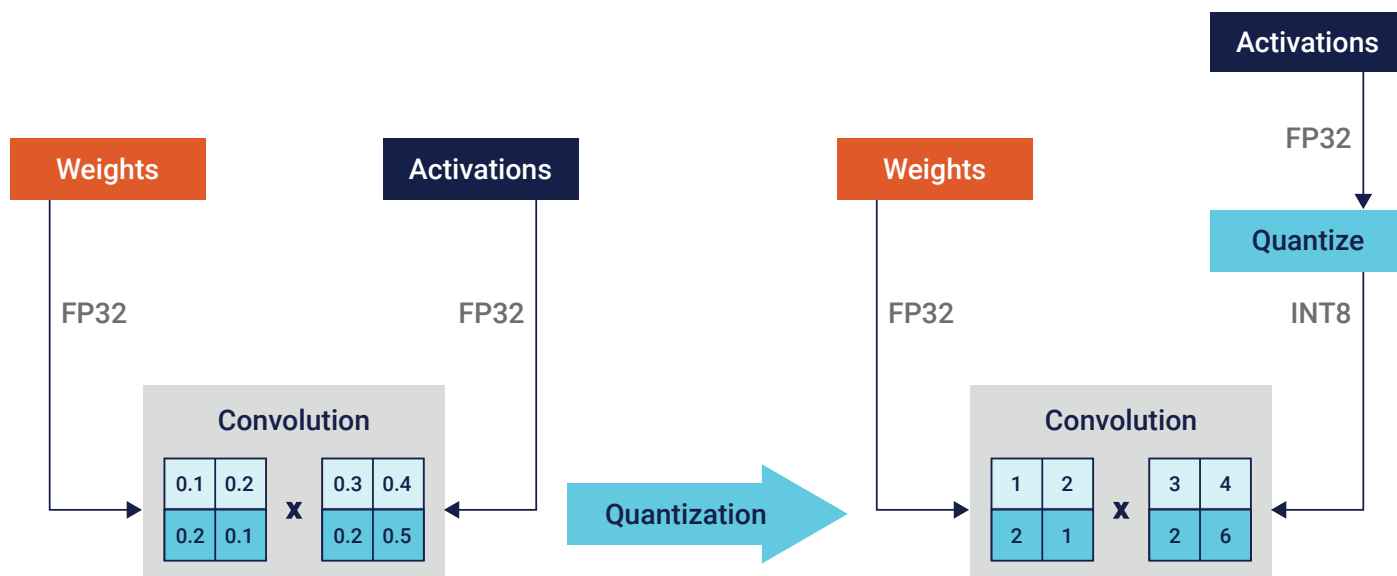 Activations
FP32
Weights
Activations
Weights
Quantize
FP32
FP32
FP32
INT8
Convolution
Convolution
0.1 0.2
0.3 0.4
1 2
3 4
x
Quantization
x
0.2 0.1
0.2 0.5
2 1
2 6